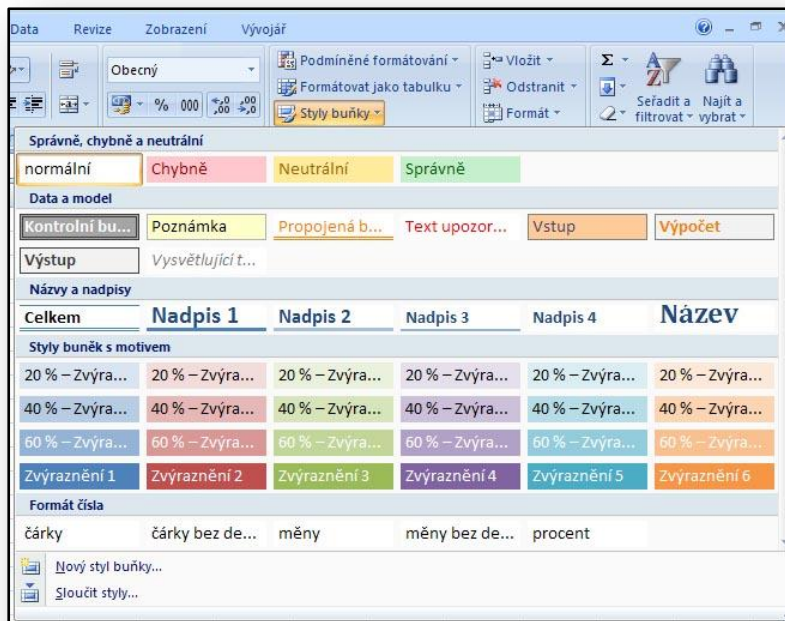 Data Revize Zobrazení Vývojář
Obecný
Podmíněné formátování
Formátovat jako tabulku
Styly buňky
Vložit
Odstranit
Formát
Σ
% 000
,0 ,00
,00 ,0
Seřadit a filtrovat
Najít a vybrat
Správně, chybně a neutrální
normální Chybně Neutrální Správně
Data a model
Kontrolní bu... Poznámka Propojená b... Text upozor... Vstup Výpočet
Výstup Vysvětlující t...
Názvy a nadpisy
Celkem Nadpis 1 Nadpis 2 Nadpis 3 Nadpis 4 Název
Styly buněk s motivem
20 % – Zvýra... 20 % – Zvýra... 20 % – Zvýra... 20 % – Zvýra... 20 % – Zvýra... 20 % – Zvýra...
40 % – Zvýra... 40 % – Zvýra... 40 % – Zvýra... 40 % – Zvýra... 40 % – Zvýra... 40 % – Zvýra...
60 % – Zvýra... 60 % – Zvýra... 60 % – Zvýra... 60 % – Zvýra... 60 % – Zvýra... 60 % – Zvýra...
Zvýraznění 1 Zvýraznění 2 Zvýraznění 3 Zvýraznění 4 Zvýraznění 5 Zvýraznění 6
Formát čísla
čárky čárky bez de... měny měny bez de... procent
Nový styl buňky...
Sloučit styly...